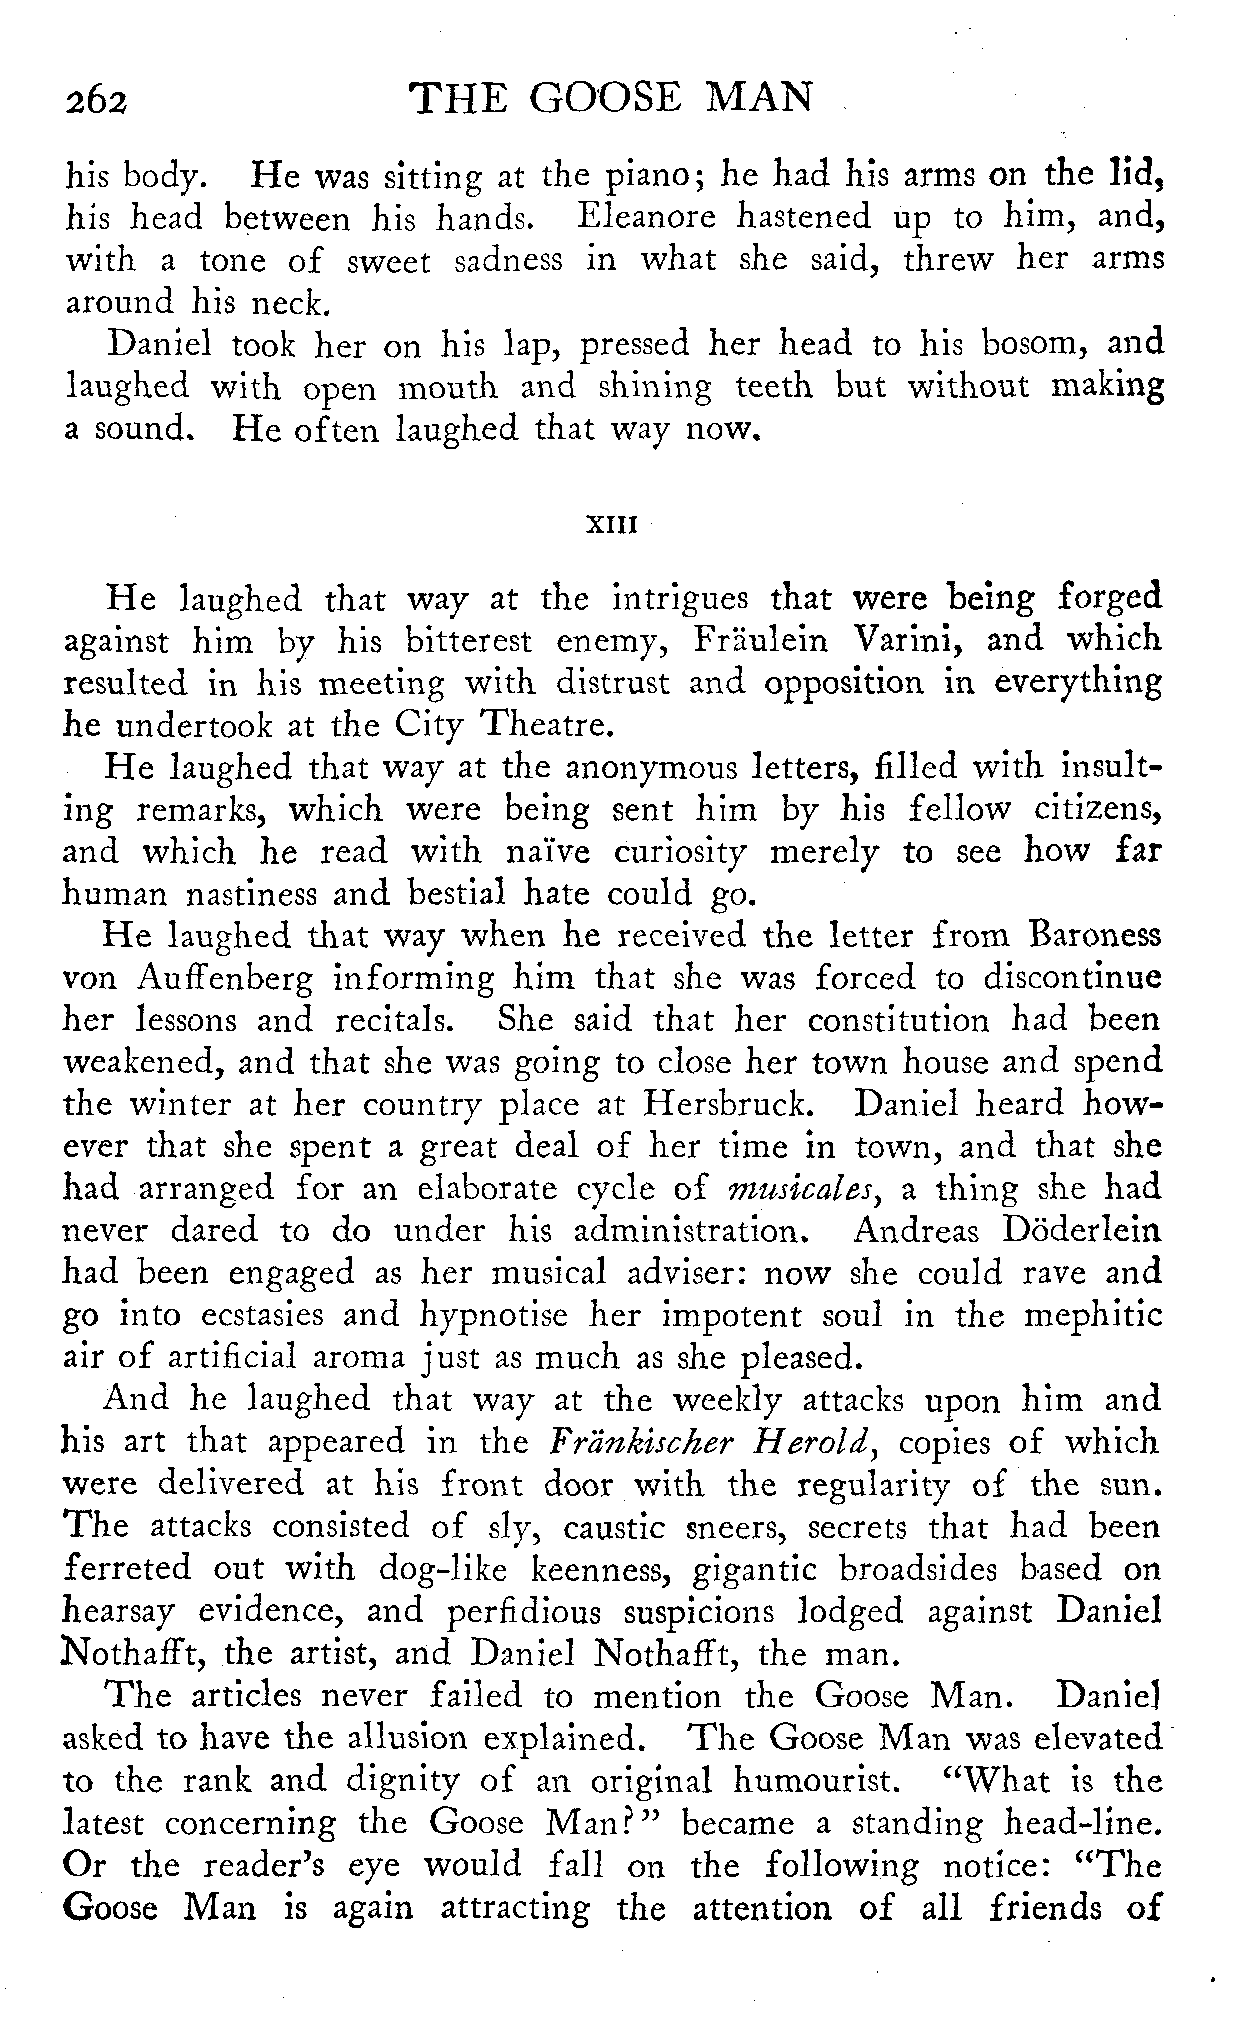 262 THE GOOSE MAN
his body. He was sitting at the piano; he had his arms on the lid,
his head between his hands. Eleanore hastened up to him, and,
with a tone of sweet sadness in what she said, threw her arms
around his neck.
Daniel took her on his lap, pressed her head to his bosom, and
laughed with open mouth and shining teeth but without making
a sound. He often laughed that way now.
XIII
He laughed that way at the intrigues that were being forged
against him by his bitterest enemy, Fräulein Varini, and which
resulted in his meeting with distrust and opposition in everything
he undertook at the City Theatre.
He laughed that way at the anonymous letters, filled with insult-
ing remarks, which were being sent him by his fellow citizens,
and which he read with naïve curiosity merely to see how far
human nastiness and bestial hate could go.
He laughed that way when he received the letter from Baroness
von Auffenberg informing him that she was forced to discontinue
her lessons and recitals. She said that her constitution had been
weakened, and that she was going to close her town house and spend
the winter at her country place at Hersbruck. Daniel heard how-
ever that she spent a great deal of her time in town, and that she
had arranged for an elaborate cycle of musicales, a thing she had
never dared to do under his administration. Andreas Döderlein
had been engaged as her musical adviser: now she could rave and
go into ecstasies and hypnotise her impotent soul in the mephitic
air of artificial aroma just as much as she pleased.
And he laughed that way at the weekly attacks upon him and
his art that appeared in the Fränkischer Herold, copies of which
were delivered at his front door with the regularity of the sun.
The attacks consisted of sly, caustic sneers, secrets that had been
ferreted out with dog-like keenness, gigantic broadsides based on
hearsay evidence, and perfidious suspicions lodged against Daniel
Nothafft, the artist, and Daniel Nothafft, the man.
The articles never failed to mention the Goose Man. Daniel
asked to have the allusion explained. The Goose Man was elevated
to the rank and dignity of an original humourist. “What is the
latest concerning the Goose Man?” became a standing head-line.
Or the reader’s eye would fall on the following notice: “The
Goose Man is again attracting the attention of all friends of